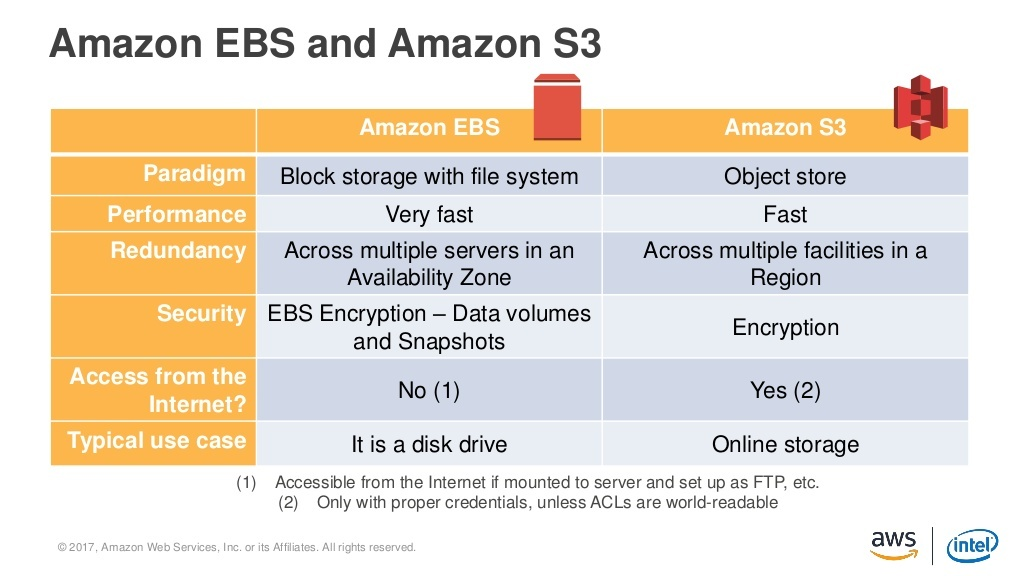 Amazon EBS and Amazon S3
Amazon EBS
Amazon S3
Paradigm
Block storage with file system
Object store
Performance
Very fast
Fast
Redundancy
Across multiple servers in an
Availability Zone
Across multiple facilities in a
Region
Security
EBS Encryption – Data volumes
and Snapshots
Encryption
Access from the
Internet?
No (1)
Yes (2)
Typical use case
It is a disk drive
Online storage
(1) Accessible from the Internet if mounted to server and set up as FTP, etc.
(2) Only with proper credentials, unless ACLs are world-readable
© 2017, Amazon Web Services, Inc. or its Affiliates. All rights reserved.
aws
intel